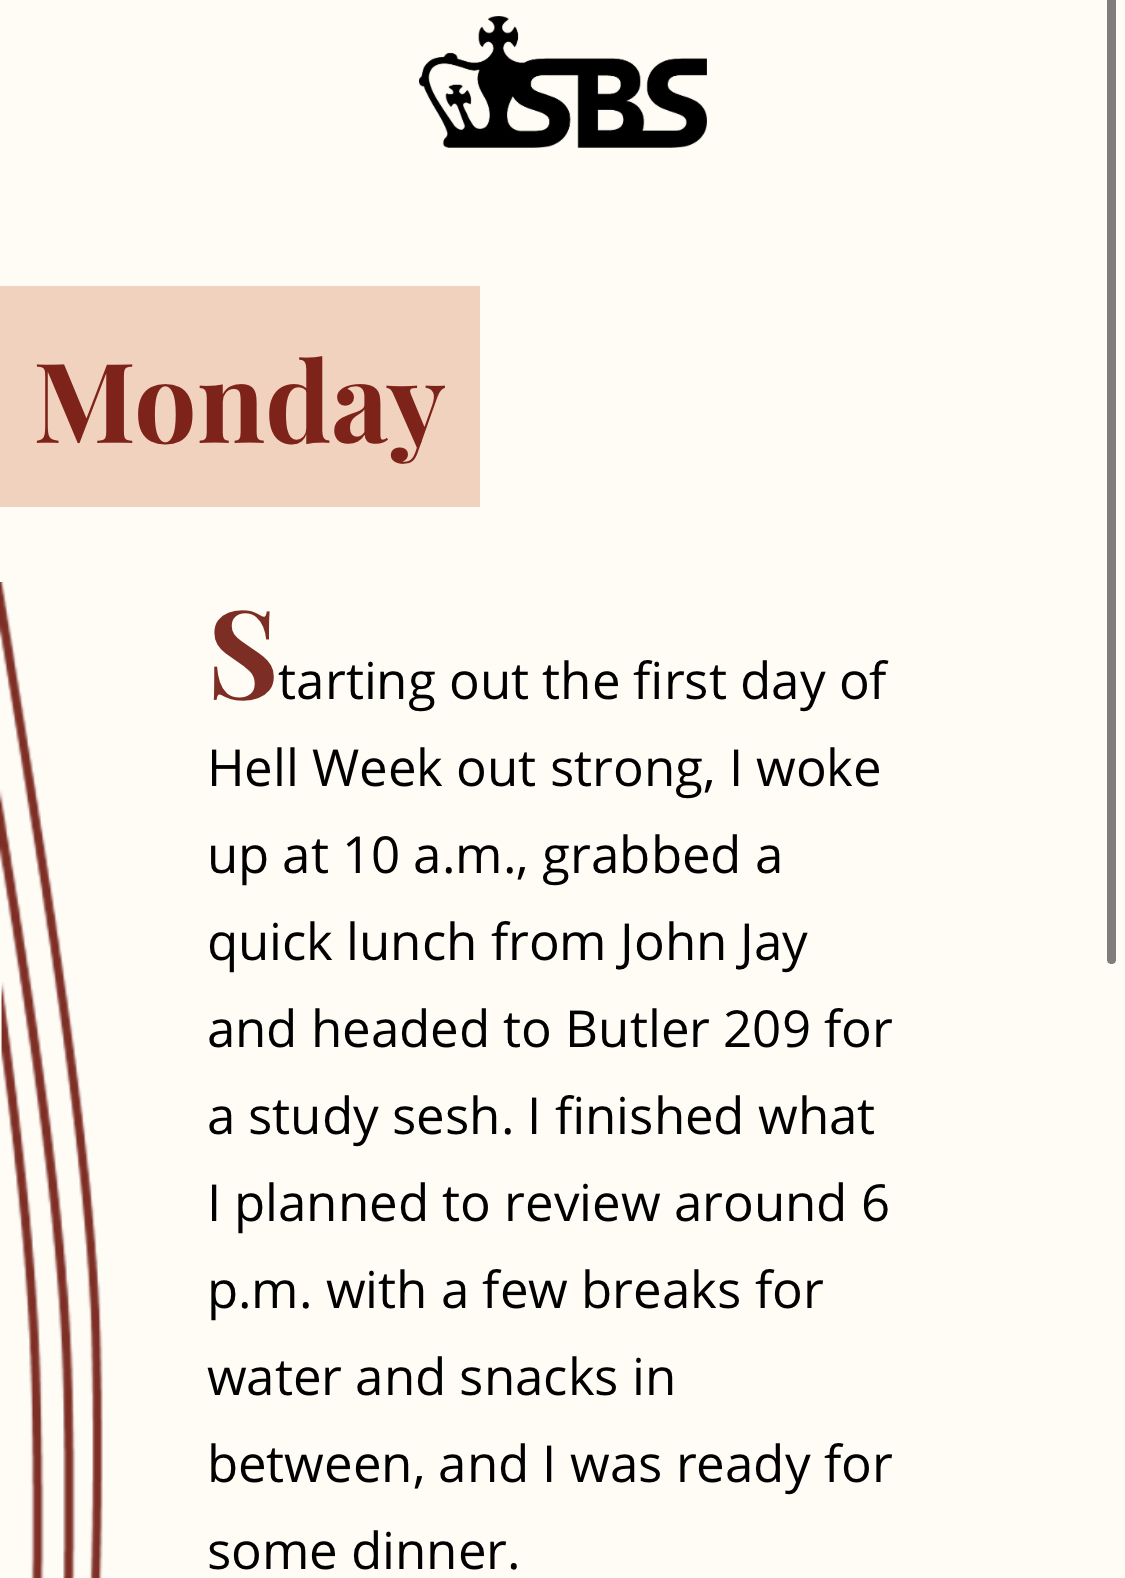 SBS
Monday
Starting out the first day of
Hell Week out strong, I woke
up at 10 a.m., grabbed a
quick lunch from John Jay
and headed to Butler 209 for
a study sesh. I finished what
I planned to review around 6
p.m. with a few breaks for
water and snacks in
between, and I was ready for
some dinner.